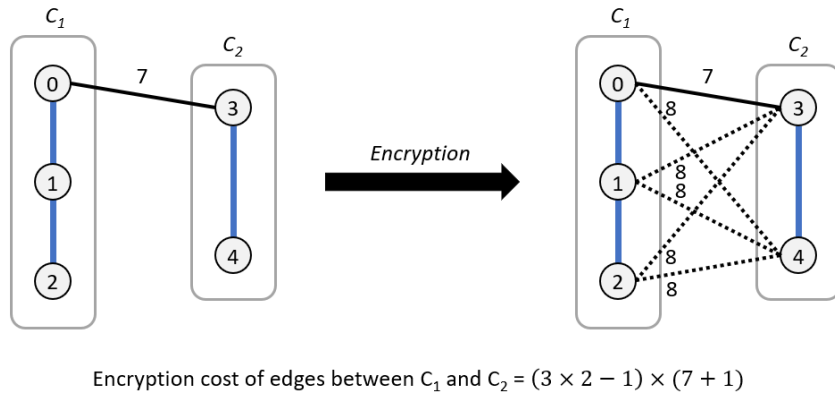 C₁
C₂
0
7
3
1
2
4
Encryption
C₁
C₂
0
7
3
8
1
8
8
2
8
8
4
Encryption cost of edges between C₁ and C₂ = (3 × 2 − 1) × (7 + 1)